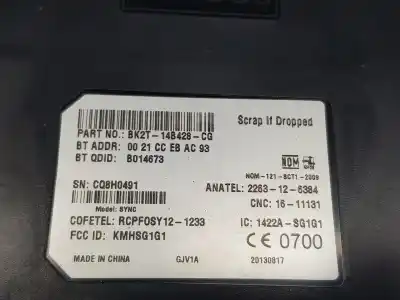 Scrap If Dropped
PART NO.: BK2T-14B428-CG
BT ADDR: 00 21 CC EB AC 93
BT QDID: B014673
NOM
NOM-121-SCT1-2009
SN: CQ8H0491
ANATEL: 2263-12-6384
Model: SYNC
CNC: 16-11131
COFETEL: RCPFOSY12-1233
IC: 1422A-SG1G1
FCC ID: KMHSG1G1
CE 0700
MADE IN CHINA
GJV1A
20130817